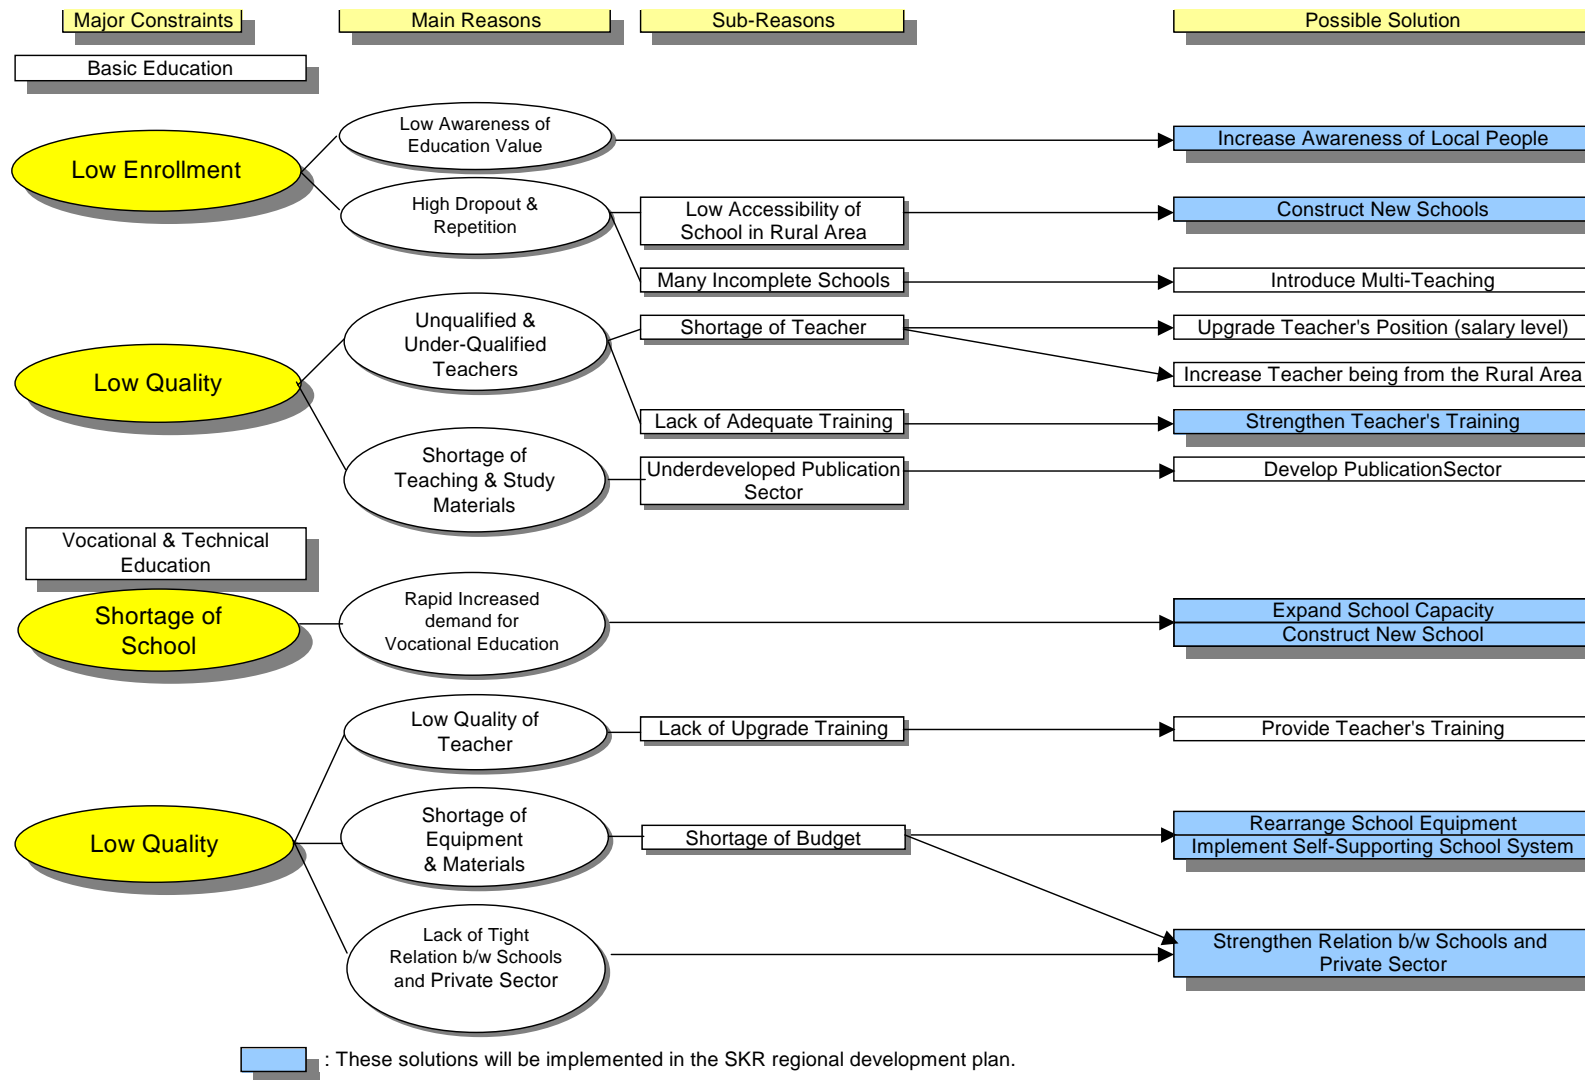 Major Constraints
Main Reasons
Sub-Reasons
Possible Solution
Basic Education
Low Enrollment
Low Awareness of
Education Value
Increase Awareness of Local People
High Dropout &
Repetition
Low Accessibility of
School in Rural Area
Construct New Schools
Many Incomplete Schools
Introduce Multi-Teaching
Low Quality
Unqualified &
Under-Qualified
Teachers
Shortage of Teacher
Upgrade Teacher's Position (salary level)
Increase Teacher being from the Rural Area
Lack of Adequate Training
Strengthen Teacher's Training
Shortage of
Teaching & Study
Materials
Underdeveloped Publication
Sector
Develop PublicationSector
Vocational & Technical
Education
Shortage of
School
Rapid Increased
demand for
Vocational Education
Expand School Capacity
Construct New School
Low Quality
Low Quality of
Teacher
Lack of Upgrade Training
Provide Teacher's Training
Shortage of
Equipment
& Materials
Shortage of Budget
Rearrange School Equipment
Implement Self-Supporting School System
Lack of Tight
Relation b/w Schools
and Private Sector
Strengthen Relation b/w Schools and
Private Sector
: These solutions will be implemented in the SKR regional development plan.